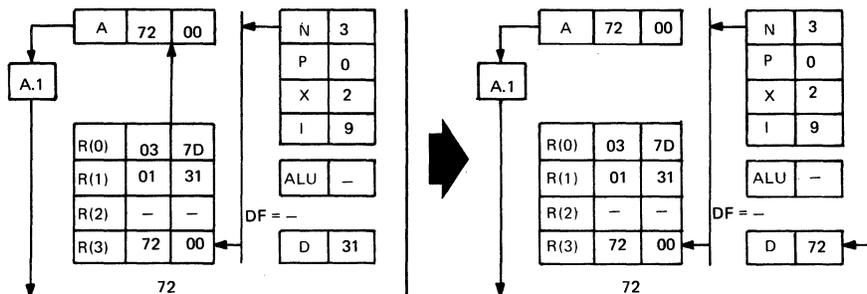 A 72 00
N 3
P 0
X 2
I 9
A.1
R(0) 03 7D
R(1) 01 31
R(2) – –
R(3) 72 00
ALU –
DF = –
D 31
72
A 72 00
N 3
P 0
X 2
I 9
A.1
R(0) 03 7D
R(1) 01 31
R(2) – –
R(3) 72 00
ALU –
DF = –
D 72
72